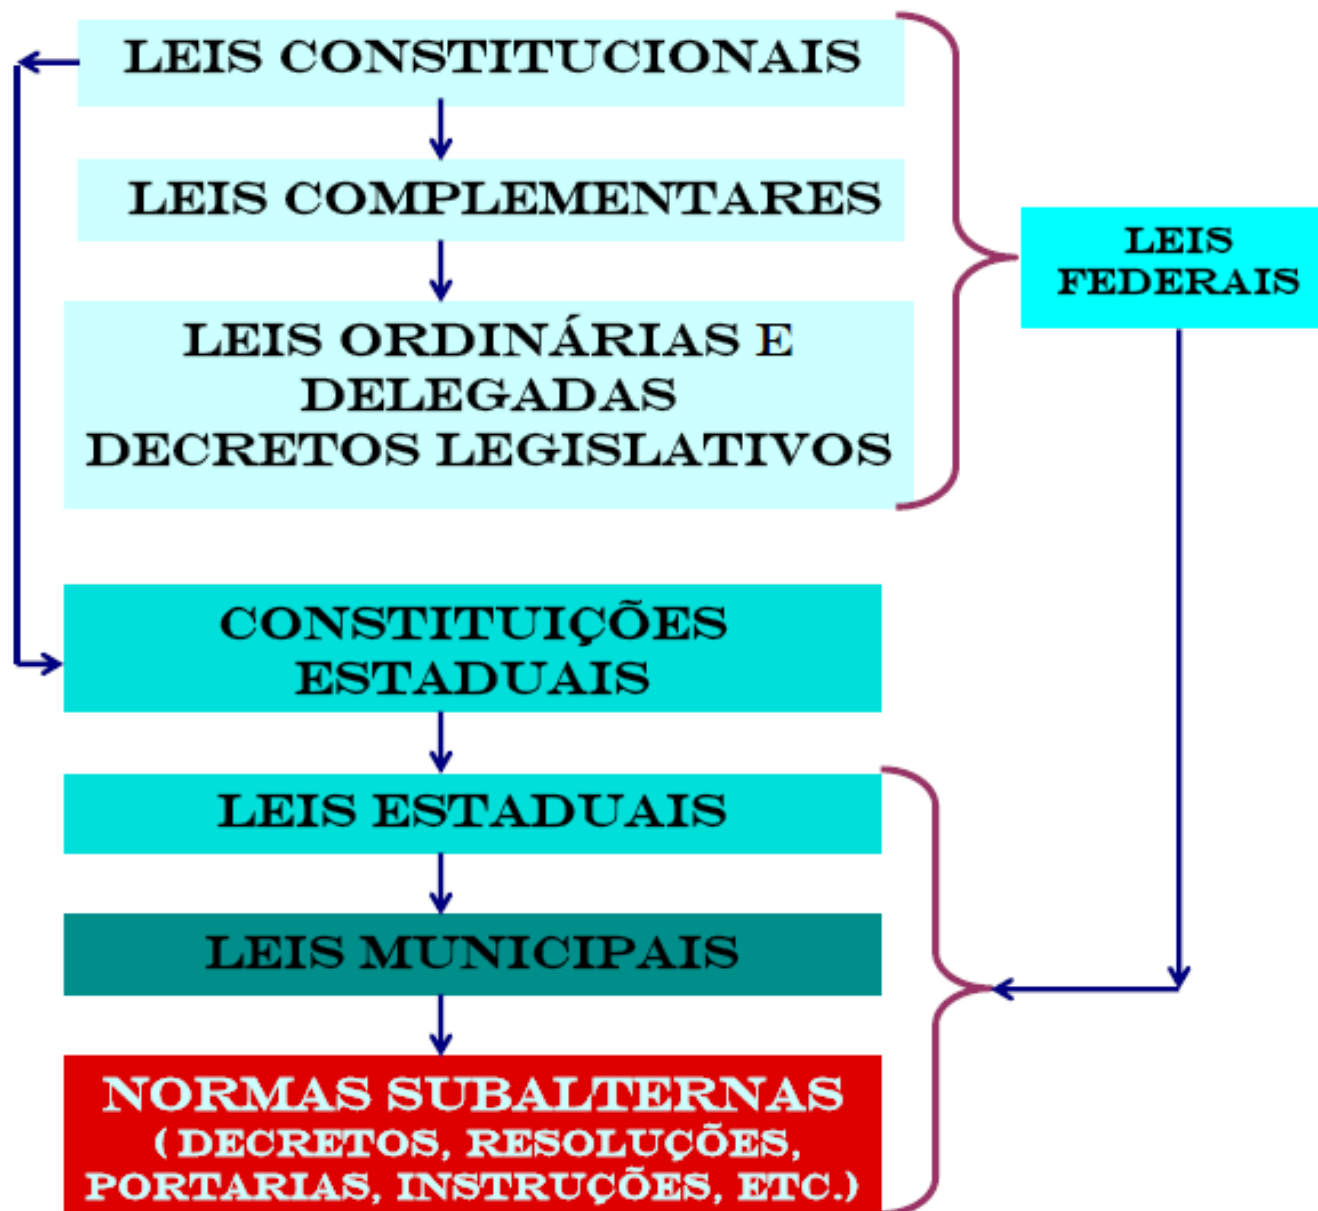 LEIS CONSTITUCIONAIS
LEIS COMPLEMENTARES
LEIS
FEDERAIS
LEIS ORDINÁRIAS E
DELEGADAS
DECRETOS LEGISLATIVOS
CONSTITUIÇÕES
ESTADUAIS
LEIS ESTADUAIS
LEIS MUNICIPAIS
NORMAS SUBALTERNAS
( DECRETOS, RESOLUÇÕES,
PORTARIAS, INSTRUÇÕES, ETC.)